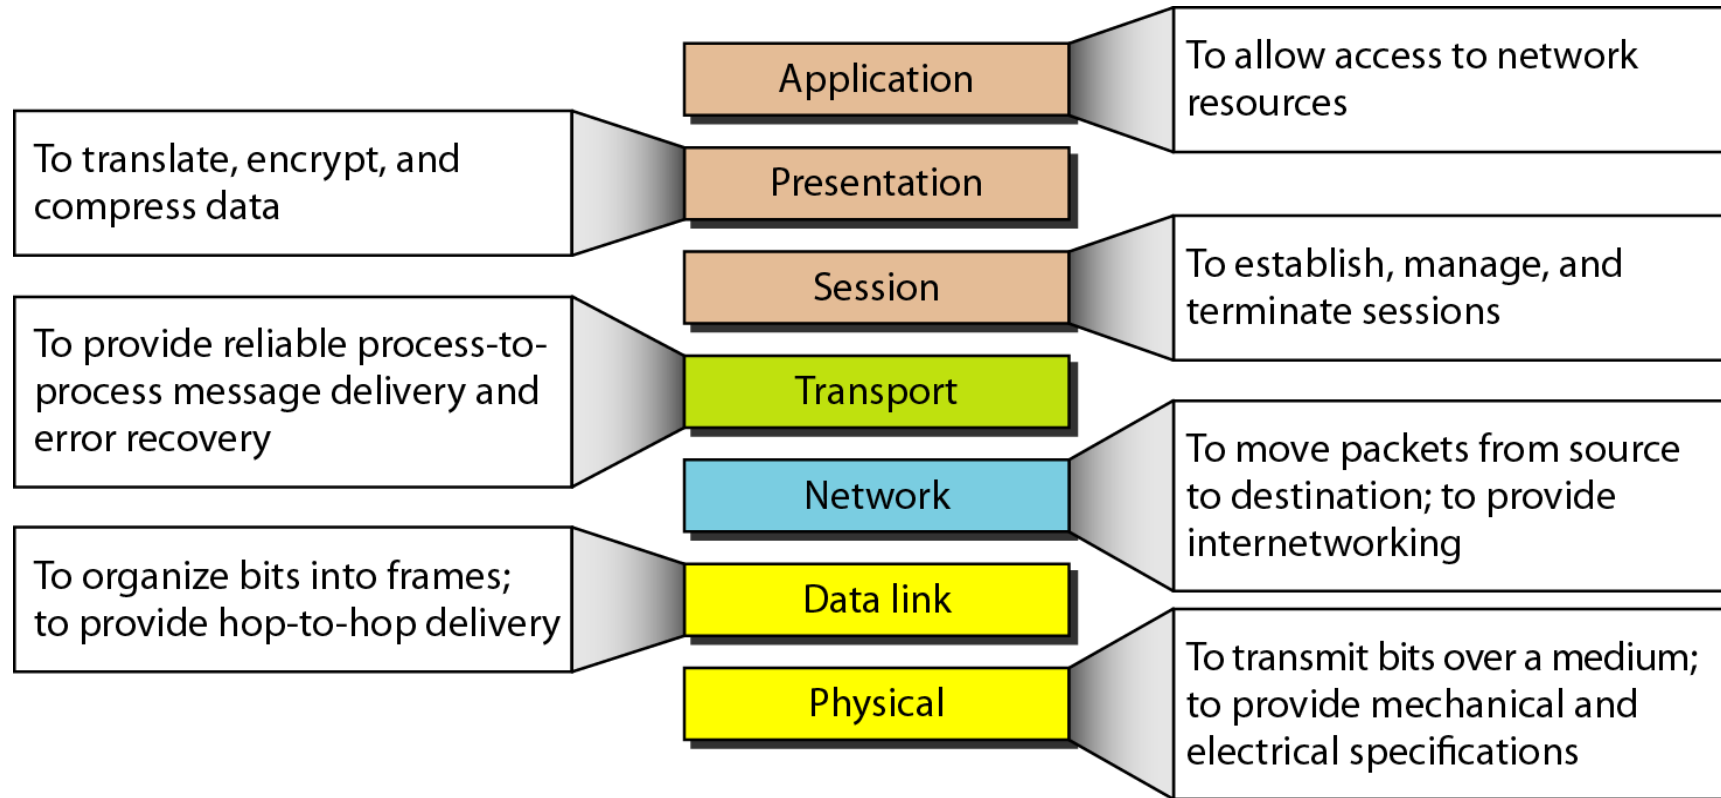 Application
To allow access to network
resources
To translate, encrypt, and
compress data
Presentation
Session
To establish, manage, and
terminate sessions
To provide reliable process-to-
process message delivery and
error recovery
Transport
Network
To move packets from source
to destination; to provide
internetworking
To organize bits into frames;
to provide hop-to-hop delivery
Data link
Physical
To transmit bits over a medium;
to provide mechanical and
electrical specifications